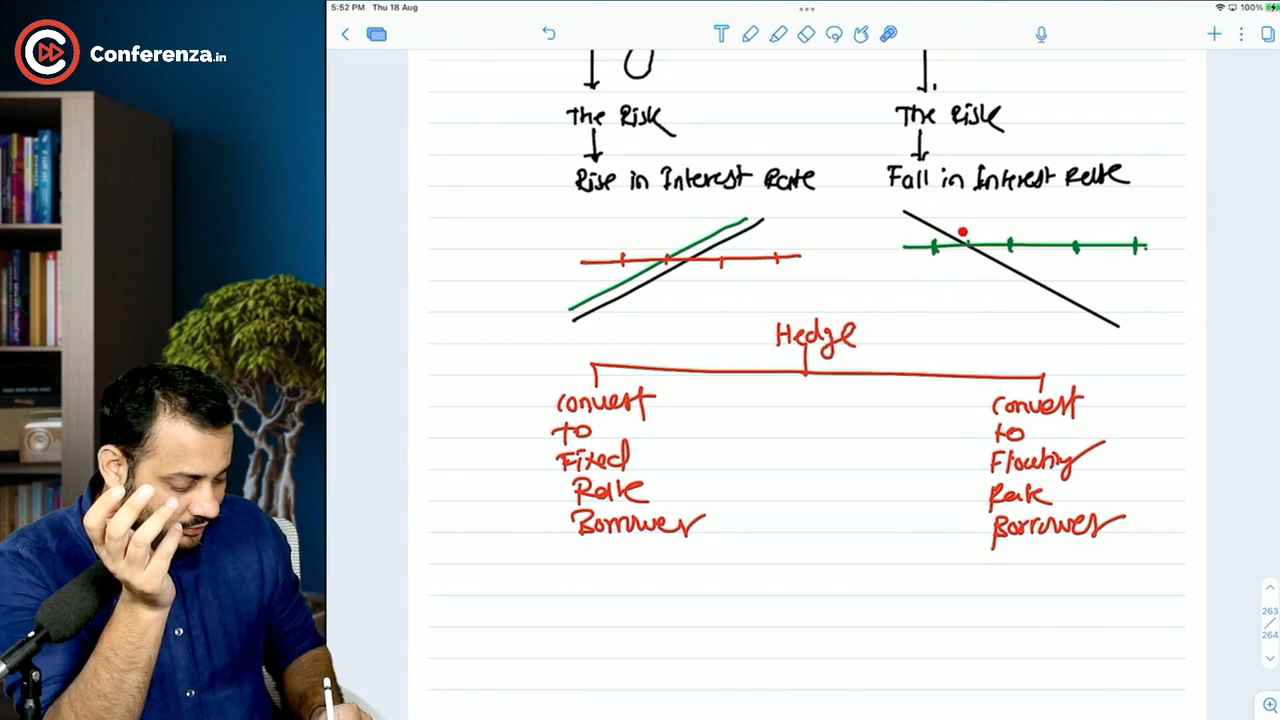 5:52 PM Thu 18 Aug
100%
Conferenza.in
The Risk
The Risk
Rise in Interest Rate
Fall in Interest Rate
Hedge
Convert
to
Fixed
Rate
Borrower
Convert
to
Floating
Rate
Borrower
263
264